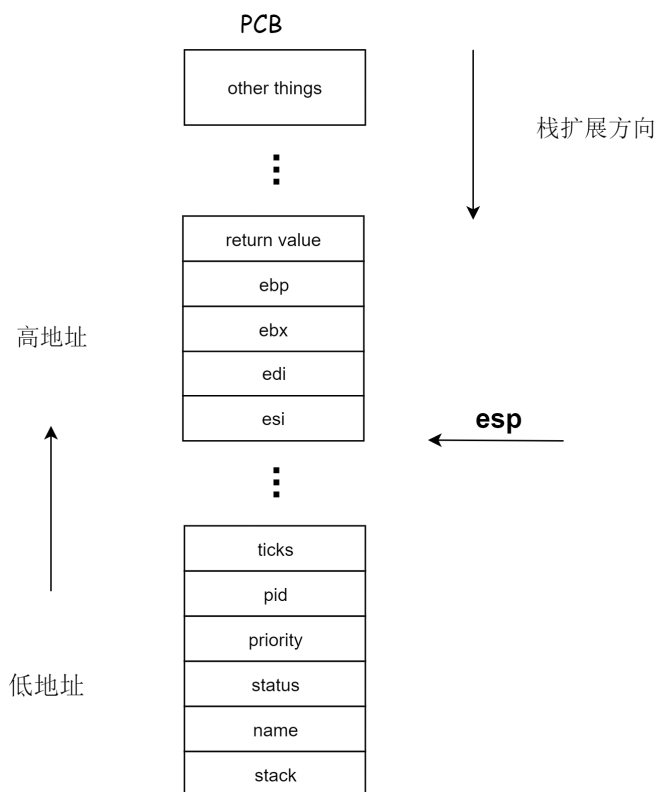 PCB
other things
栈扩展方向
return value
ebp
高地址
ebx
edi
esi
esp
ticks
pid
priority
低地址
status
name
stack